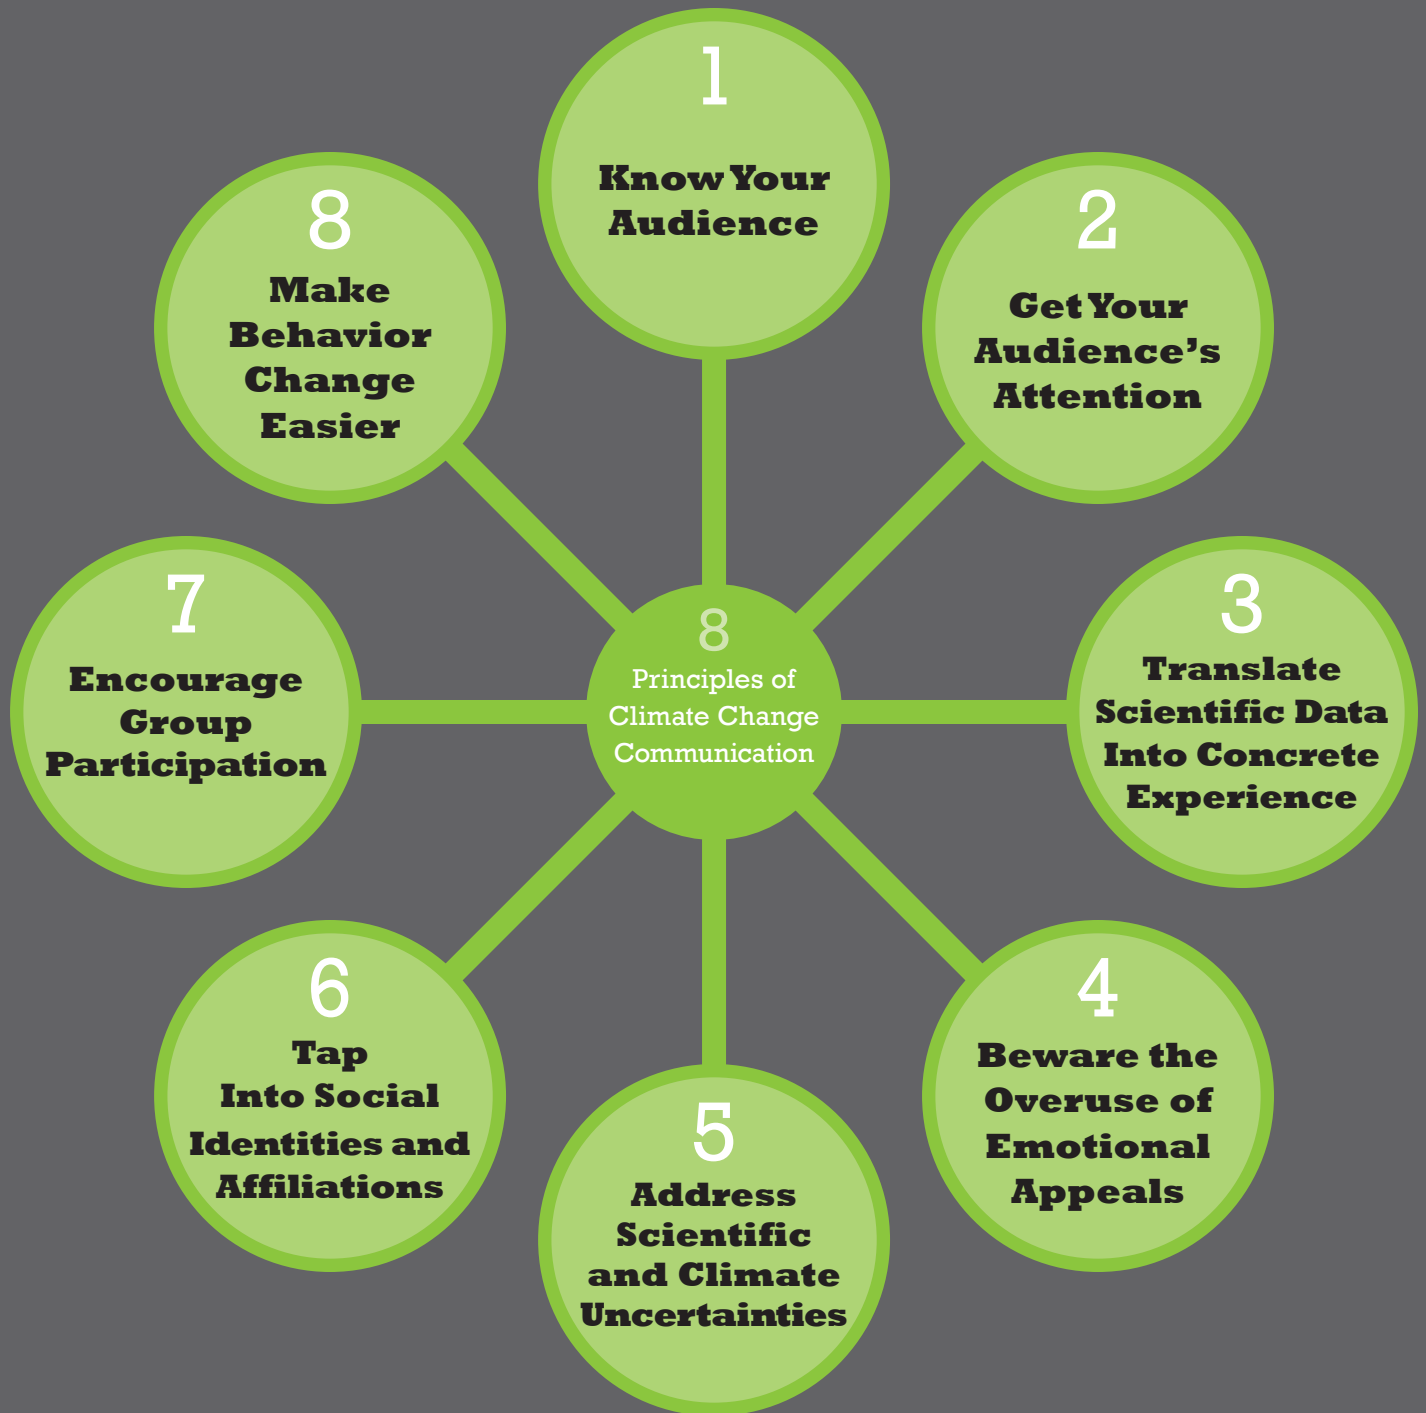 1
Know Your
Audience
2
Get Your
Audience’s
Attention
3
Translate
Scientific Data
Into Concrete
Experience
4
Beware the
Overuse of
Emotional
Appeals
5
Address
Scientific
and Climate
Uncertainties
6
Tap
Into Social
Identities and
Affiliations
7
Encourage
Group
Participation
8
Make
Behavior
Change
Easier
8
Principles of
Climate Change
Communication